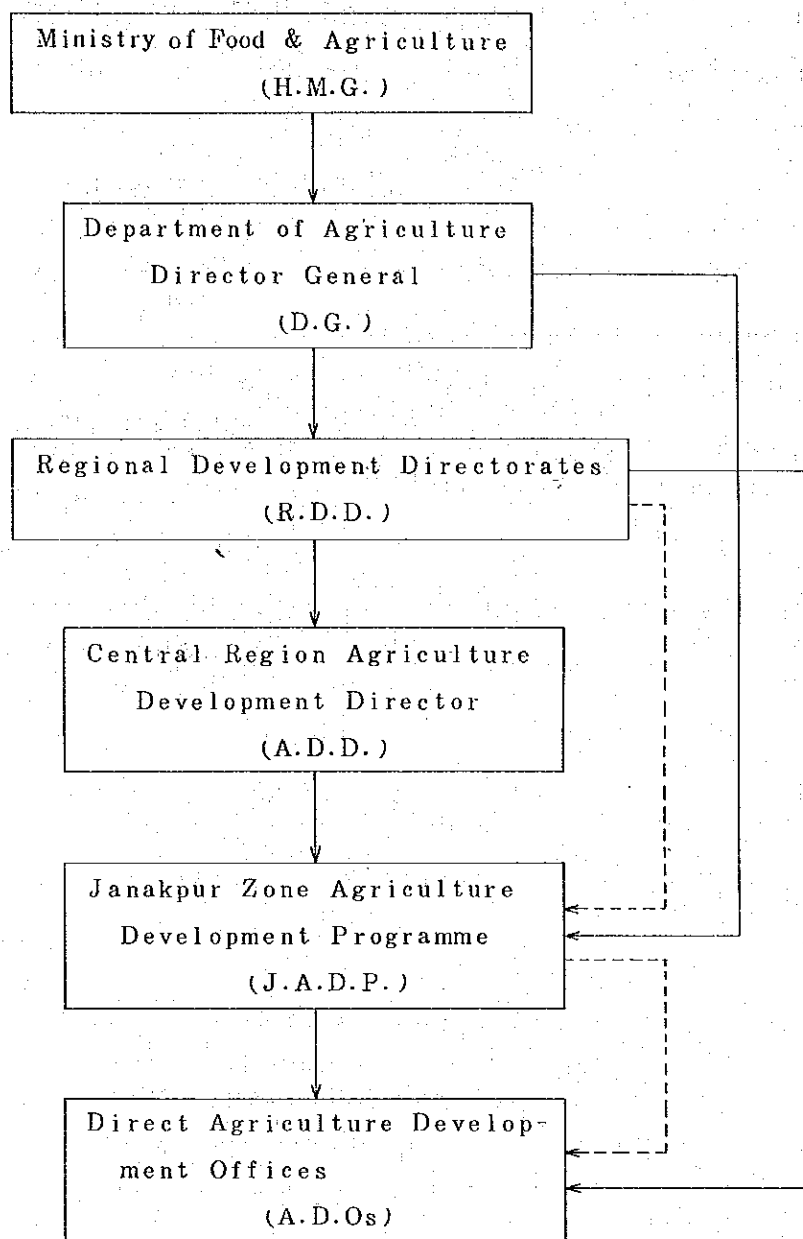 Ministry of Food & Agriculture
(H.M.G.)
Department of Agriculture
Director General
(D.G.)
Regional Development Directorates
(R.D.D.)
Central Region Agriculture
Development Director
(A.D.D.)
Janakpur Zone Agriculture
Development Programme
(J.A.D.P.)
Direct Agriculture Develop-
ment Offices
(A.D.Os)